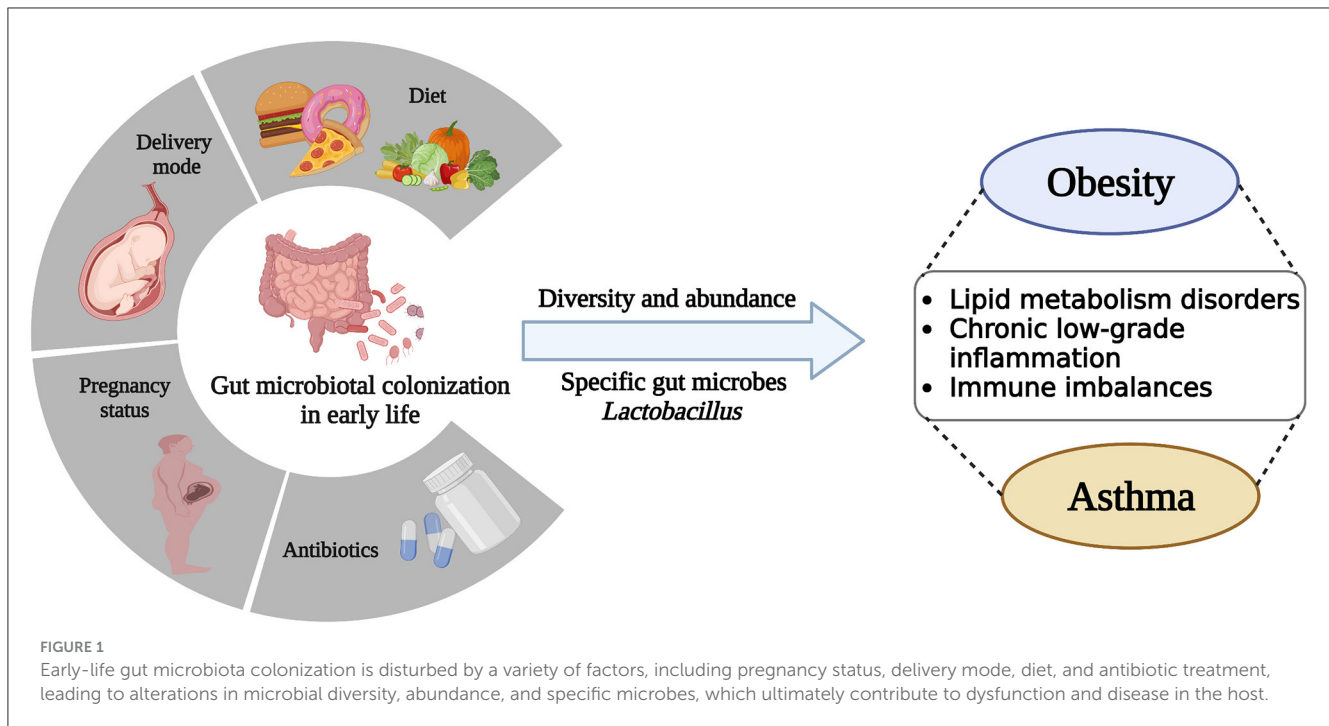 Diet
Delivery
mode
Pregnancy
status
Antibiotics
Gut microbiotal colonization
in early life
Diversity and abundance
Specific gut microbes
Lactobacillus
Obesity
• Lipid metabolism disorders
• Chronic low-grade
inflammation
• Immune imbalances
Asthma
FIGURE 1
Early-life gut microbiota colonization is disturbed by a variety of factors, including pregnancy status, delivery mode, diet, and antibiotic treatment,
leading to alterations in microbial diversity, abundance, and specific microbes, which ultimately contribute to dysfunction and disease in the host.